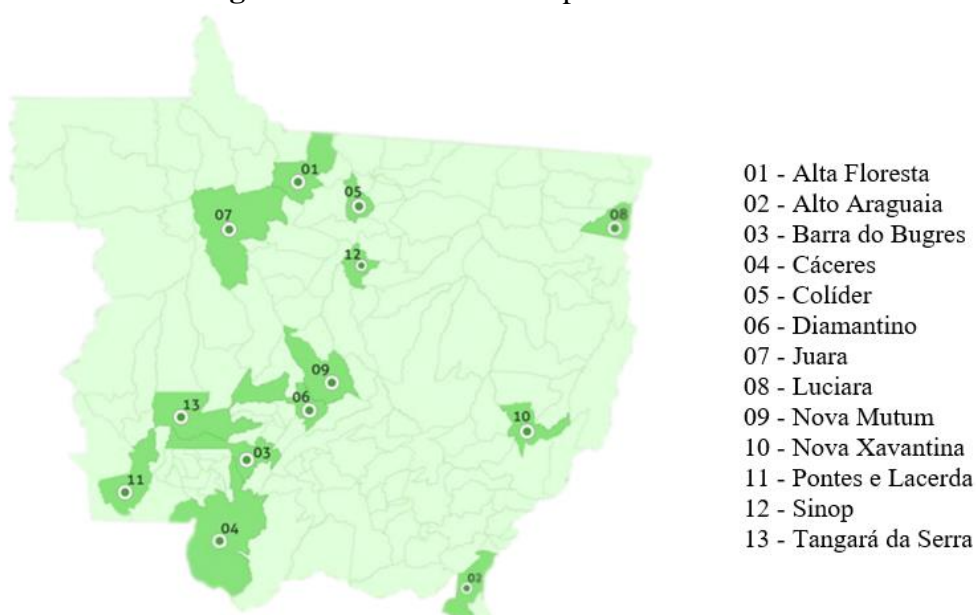 01
05
07
08
12
09
06
13
10
03
11
04
02
01 - Alta Floresta
02 - Alto Araguaia
03 - Barra do Bugres
04 - Cáceres
05 - Colíder
06 - Diamantino
07 - Juara
08 - Luciara
09 - Nova Mutum
10 - Nova Xavantina
11 - Pontes e Lacerda
12 - Sinop
13 - Tangará da Serra